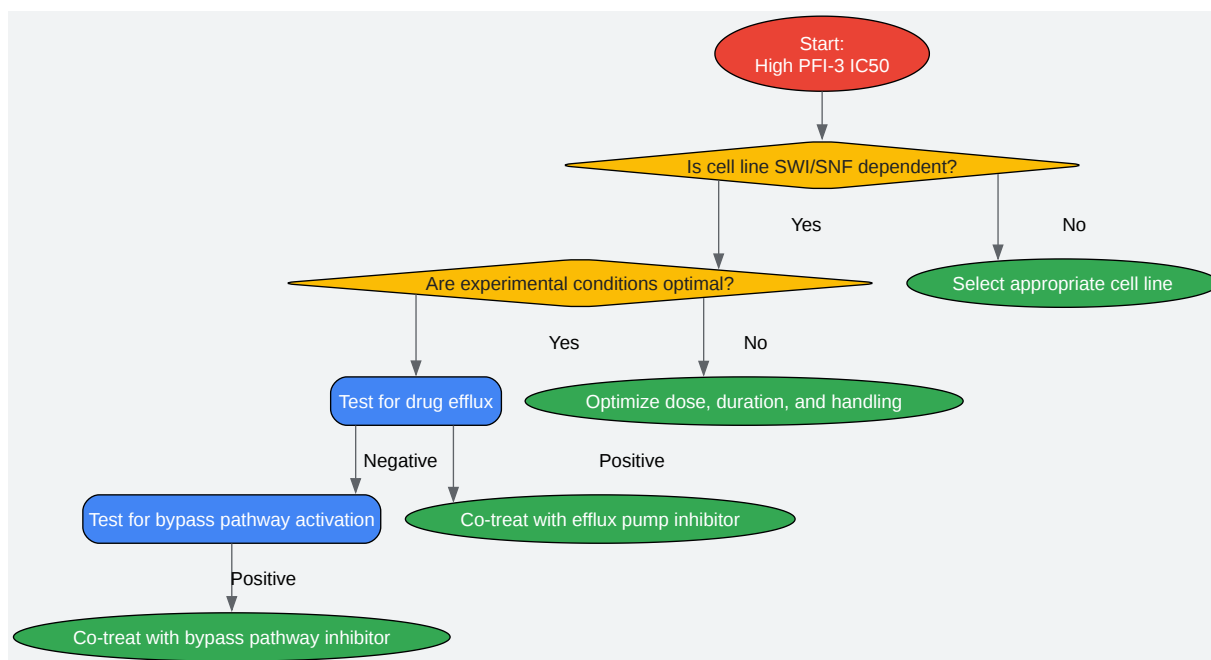 Start:
High PFI-3 IC50
Is cell line SWI/SNF dependent?
Yes
No
Are experimental conditions optimal?
Select appropriate cell line
Yes
No
Test for drug efflux
Optimize dose, duration, and handling
Negative
Positive
Test for bypass pathway activation
Co-treat with efflux pump inhibitor
Positive
Co-treat with bypass pathway inhibitor